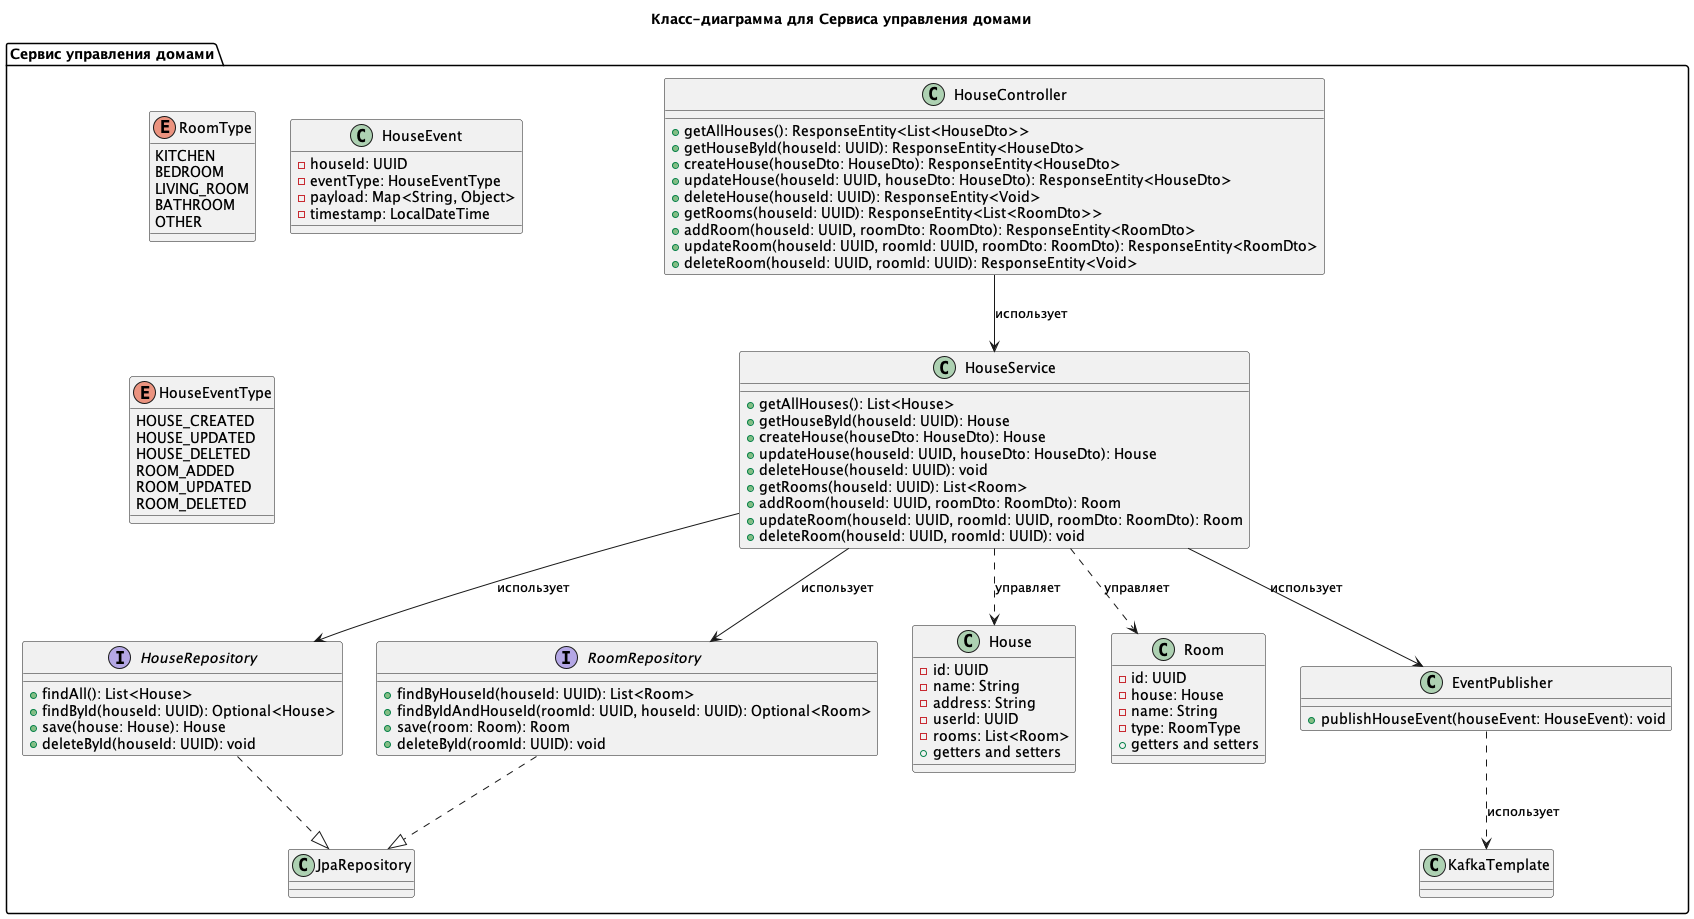 Класс-диаграмма для Сервиса управления домами
Сервис управления домами
RoomType
KITCHEN
BEDROOM
LIVING_ROOM
BATHROOM
OTHER
HouseEvent
houseId: UUID
eventType: HouseEventType
payload: Map<String, Object>
timestamp: LocalDateTime
HouseController
getAllHouses(): ResponseEntity<List<HouseDto>>
getHouseById(houseId: UUID): ResponseEntity<HouseDto>
createHouse(houseDto: HouseDto): ResponseEntity<HouseDto>
updateHouse(houseId: UUID, houseDto: HouseDto): ResponseEntity<HouseDto>
deleteHouse(houseId: UUID): ResponseEntity<Void>
getRooms(houseId: UUID): ResponseEntity<List<RoomDto>>
addRoom(houseId: UUID, roomDto: RoomDto): ResponseEntity<RoomDto>
updateRoom(houseId: UUID, roomId: UUID, roomDto: RoomDto): ResponseEntity<RoomDto>
deleteRoom(houseId: UUID, roomId: UUID): ResponseEntity<Void>
использует
HouseEventType
HOUSE_CREATED
HOUSE_UPDATED
HOUSE_DELETED
ROOM_ADDED
ROOM_UPDATED
ROOM_DELETED
HouseService
getAllHouses(): List<House>
getHouseById(houseId: UUID): House
createHouse(houseDto: HouseDto): House
updateHouse(houseId: UUID, houseDto: HouseDto): House
deleteHouse(houseId: UUID): void
getRooms(houseId: UUID): List<Room>
addRoom(houseId: UUID, roomDto: RoomDto): Room
updateRoom(houseId: UUID, roomId: UUID, roomDto: RoomDto): Room
deleteRoom(houseId: UUID, roomId: UUID): void
использует
использует
управляет
управляет
использует
HouseRepository
findAll(): List<House>
findById(houseId: UUID): Optional<House>
save(house: House): House
deleteById(houseId: UUID): void
RoomRepository
findByHouseId(houseId: UUID): List<Room>
findByIdAndHouseId(roomId: UUID, houseId: UUID): Optional<Room>
save(room: Room): Room
deleteById(roomId: UUID): void
House
id: UUID
name: String
address: String
userId: UUID
rooms: List<Room>
getters and setters
Room
id: UUID
house: House
name: String
type: RoomType
getters and setters
EventPublisher
publishHouseEvent(houseEvent: HouseEvent): void
использует
JpaRepository
KafkaTemplate